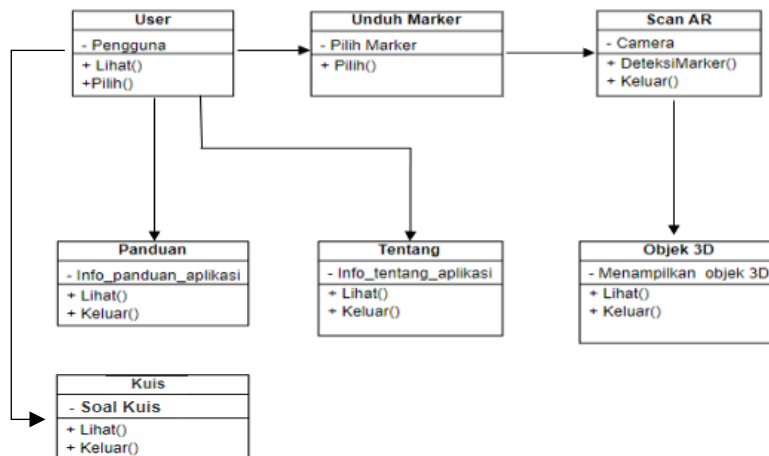 User
- Pengguna
+ Lihat()
+Pilih()
Unduh Marker
- Pilih Marker
+ Pilih()
Scan AR
- Camera
+ DeteksiMarker()
+ Keluar()
Panduan
- Info_panduan_aplikasi
+ Lihat()
+ Keluar()
Tentang
- Info_tentang_aplikasi
+ Lihat()
+ Keluar()
Objek 3D
- Menampilkan objek 3D
+ Lihat()
+ Keluar()
Kuis
- Soal Kuis
+ Lihat()
+ Keluar()